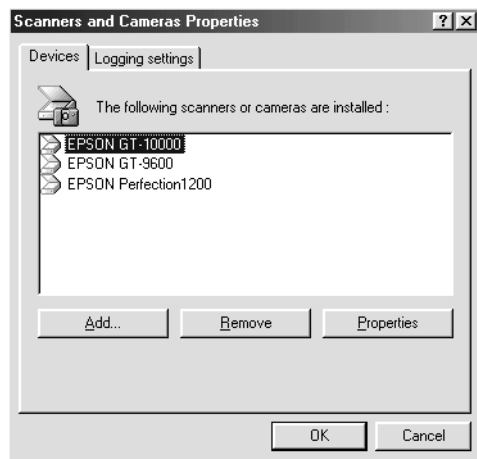 Scanners and Cameras Properties
Devices
Logging settings
The following scanners or cameras are installed :
EPSON GT-10000
EPSON GT-9600
EPSON Perfection1200
Add...
Remove
Properties
OK
Cancel